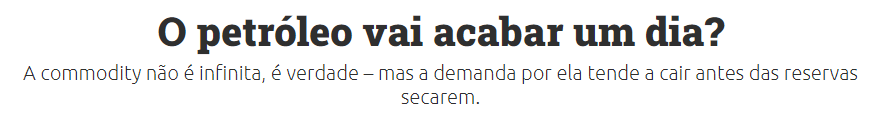 O petróleo vai acabar um dia?
A commodity não é infinita, é verdade – mas a demanda por ela tende a cair antes das reservas
secarem.